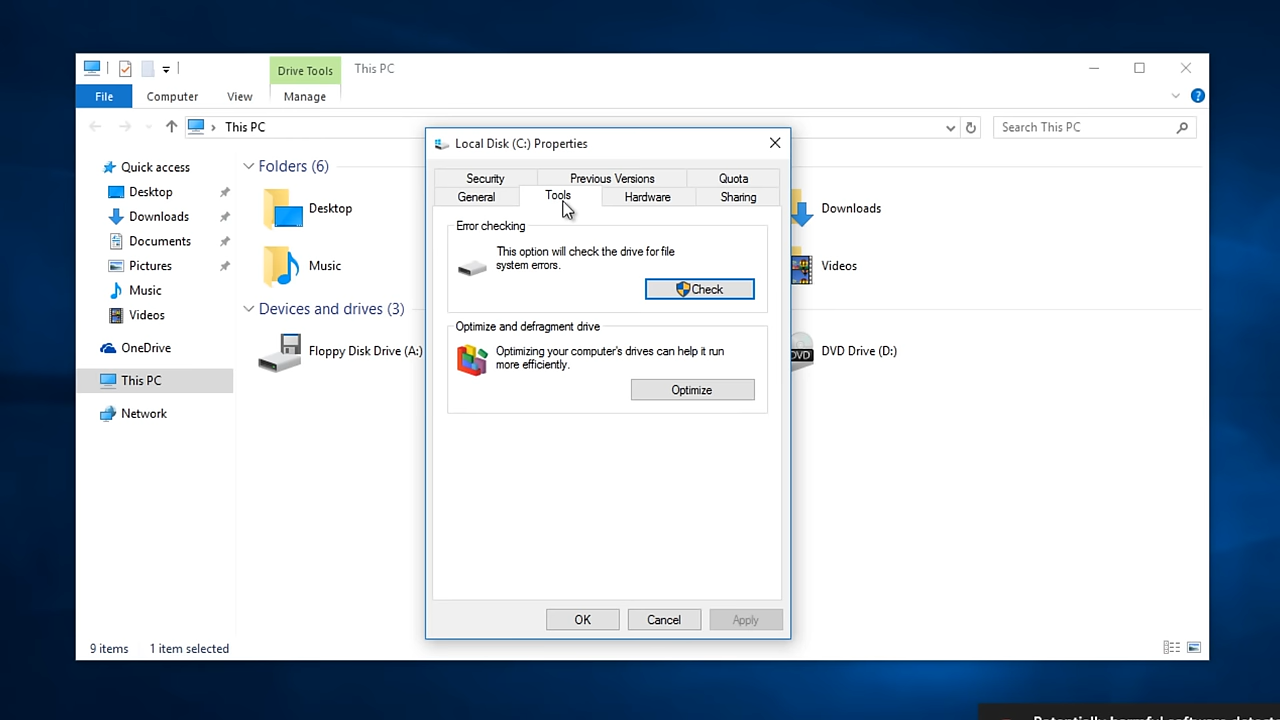 Drive Tools
This PC
File
Computer
View
Manage
This PC
Search This PC
Quick access
Desktop
Downloads
Documents
Pictures
Music
Videos
OneDrive
This PC
Network
Folders (6)
Desktop
Music
Devices and drives (3)
Floppy Disk Drive (A:)
Downloads
Videos
DVD
DVD Drive (D:)
Local Disk (C:) Properties
Security
Previous Versions
Quota
General
Tools
Hardware
Sharing
Error checking
This option will check the drive for file
system errors.
Check
Optimize and defragment drive
Optimizing your computer's drives can help it run
more efficiently.
Optimize
OK
Cancel
Apply
9 items
1 item selected
Potentially harmful software